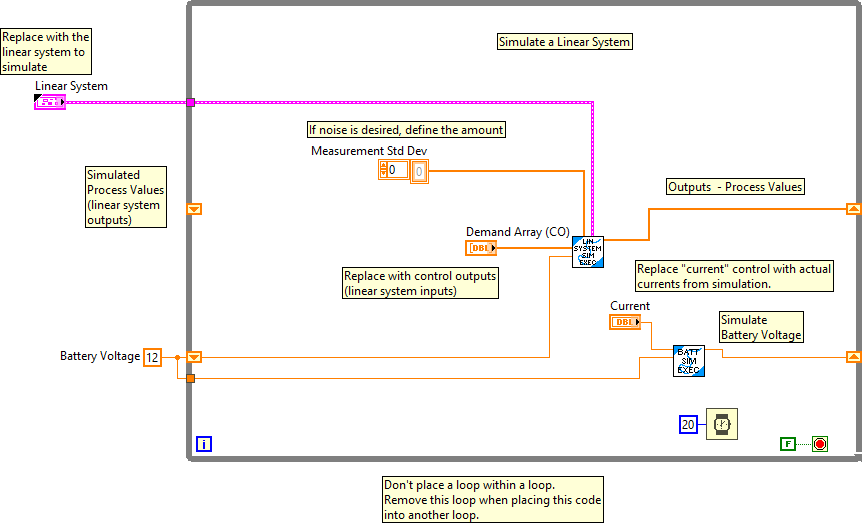 Replace with the
linear system to
simulate
Simulate a Linear System
Linear System
If noise is desired, define the amount
Measurement Std Dev
0
0
Simulated
Process Values
(linear system
outputs)
Outputs - Process Values
Demand Array (CO)
DBL
LIN
SYSTEM
SIM
EXEC
Replace with control outputs
(linear system inputs)
Replace "current" control with actual
currents from simulation.
Current
DBL
Simulate
Battery Voltage
Battery Voltage
12
BATT
SIM
EXEC
20
i
F
Don't place a loop within a loop.
Remove this loop when placing this code
into another loop.